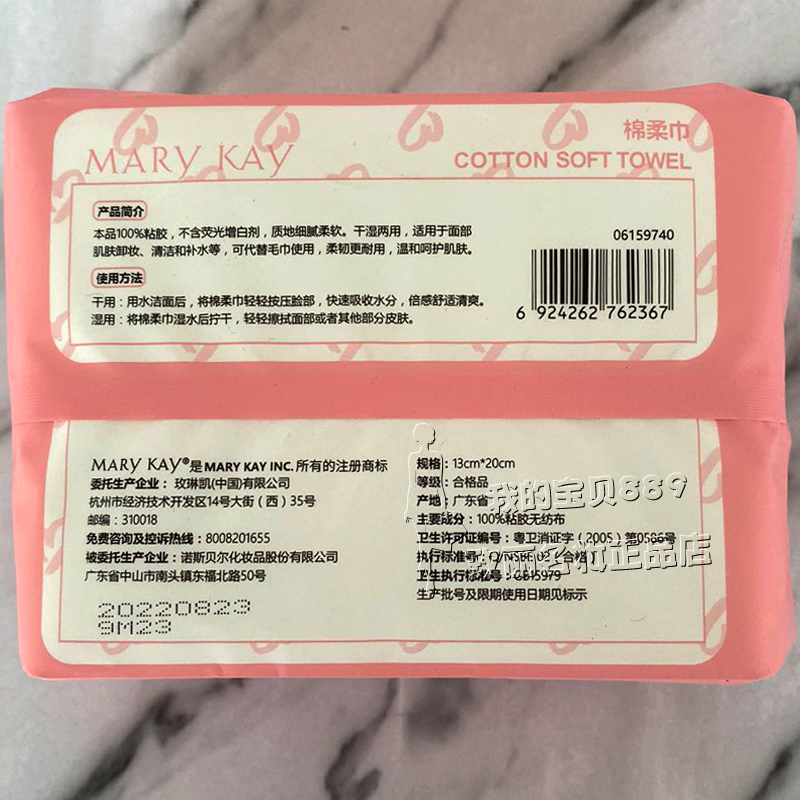 棉柔巾
MARY KAY
COTTON SOFT TOWEL
产品简介
本品100%粘胶，不含荧光增白剂，质地细腻柔软。干湿两用，适用于面部
肌肤卸妆、清洁和补水等，可代替毛巾使用，柔韧更耐用，温和呵护肌肤。
使用方法
干用：用水洁面后，将棉柔巾轻轻按压脸部，快速吸收水分，倍感舒适清爽。
湿用：将棉柔巾湿水后拧干，轻轻擦拭面部或者其他部分皮肤。
06159740
6 924262 762367
MARY KAY®是MARY KAY INC.所有的注册商标
委托生产企业：玫琳凯(中国)有限公司
杭州市经济技术开发区14号大街（西）35号
邮编：310018
免费咨询及控诉热线：8008201655
被委托生产企业：诺斯贝尔化妆品股份有限公司
广东省中山市南头镇东福北路50号
20220823
9M23
规格：13cm*20cm
等级：合格品
产地：广东省
主要成分：100%粘胶无纺布
卫生许可证编号：粤卫消证字（2005）第0586号
执行标准号：
卫生执行标准号：GB15979
生产批号及限期使用日期见标示
我的宝贝889
正品店